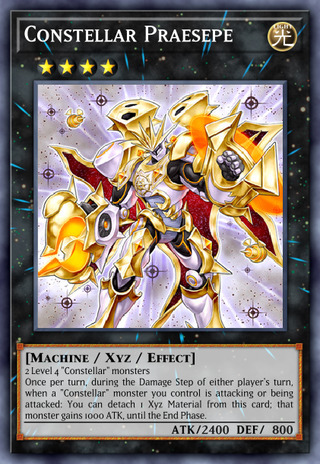 Constellar Praesepe
LIGHT
光
[Machine / Xyz / Effect]
2 Level 4 "Constellar" monsters
Once per turn, during the Damage Step of either player's turn,
when a "Constellar" monster you control is attacking or being
attacked: You can detach 1 Xyz Material from this card; that
monster gains 1000 ATK, until the End Phase.
ATK/2400 DEF/ 800